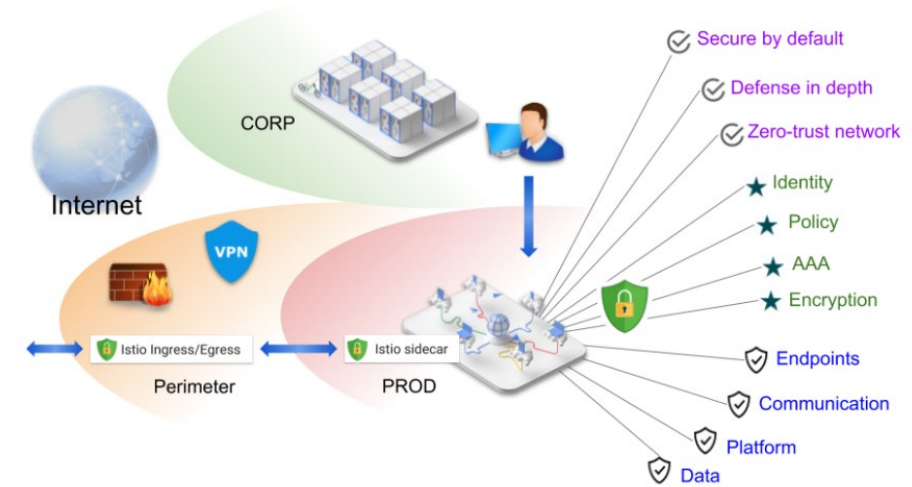 Secure by default
Defense in depth
CORP
Zero-trust network
Internet
Identity
Policy
VPN
AAA
Encryption
Istio Ingress/Egress
Istio sidecar
Perimeter
PROD
Endpoints
Communication
Platform
Data